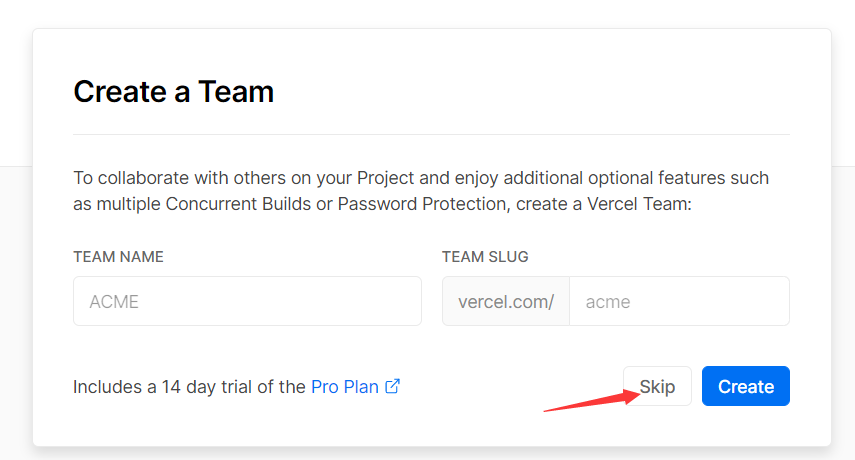 Create a Team
To collaborate with others on your Project and enjoy additional optional features such
as multiple Concurrent Builds or Password Protection, create a Vercel Team:
TEAM NAME
TEAM SLUG
ACME
vercel.com/ acme
Includes a 14 day trial of the Pro Plan
Skip
Create